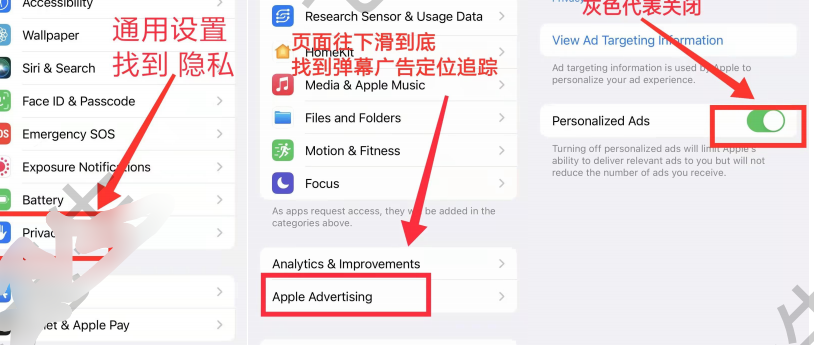 Accessibility
Wallpaper
Siri & Search
Face ID & Passcode
Emergency SOS
Exposure Notifications
Battery
& Apple Pay
通用设置
找到 隐私
Research Sensor & Usage Data
HomeKit
页面往下滑到底
找到弹幕广告定位追踪
Media & Apple Music
Files and Folders
Motion & Fitness
Focus
As apps request access, they will be added in the
categories above.
Analytics & Improvements
Apple Advertising
灰色代表关闭
View Ad Targeting Information
Ad targeting information is used by Apple to
personalize your ad experience.
Personalized Ads
Turning off personalized ads will limit Apple's
ability to deliver relevant ads to you but will not
reduce the number of ads you receive.